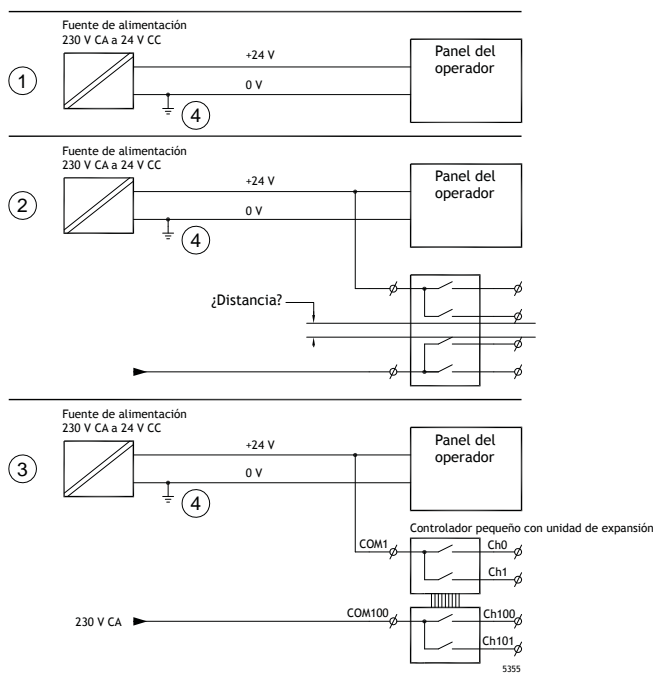 Fuente de alimentación
230 V CA a 24 V CC
+24 V
Panel del
operador
1
0 V
4
Fuente de alimentación
230 V CA a 24 V CC
+24 V
Panel del
operador
2
0 V
4
¿Distancia?
Fuente de alimentación
230 V CA a 24 V CC
+24 V
Panel del
operador
3
0 V
4
Controlador pequeño con unidad de expansión
COM1
Ch0
Ch1
230 V CA
COM100
Ch100
Ch101
5355